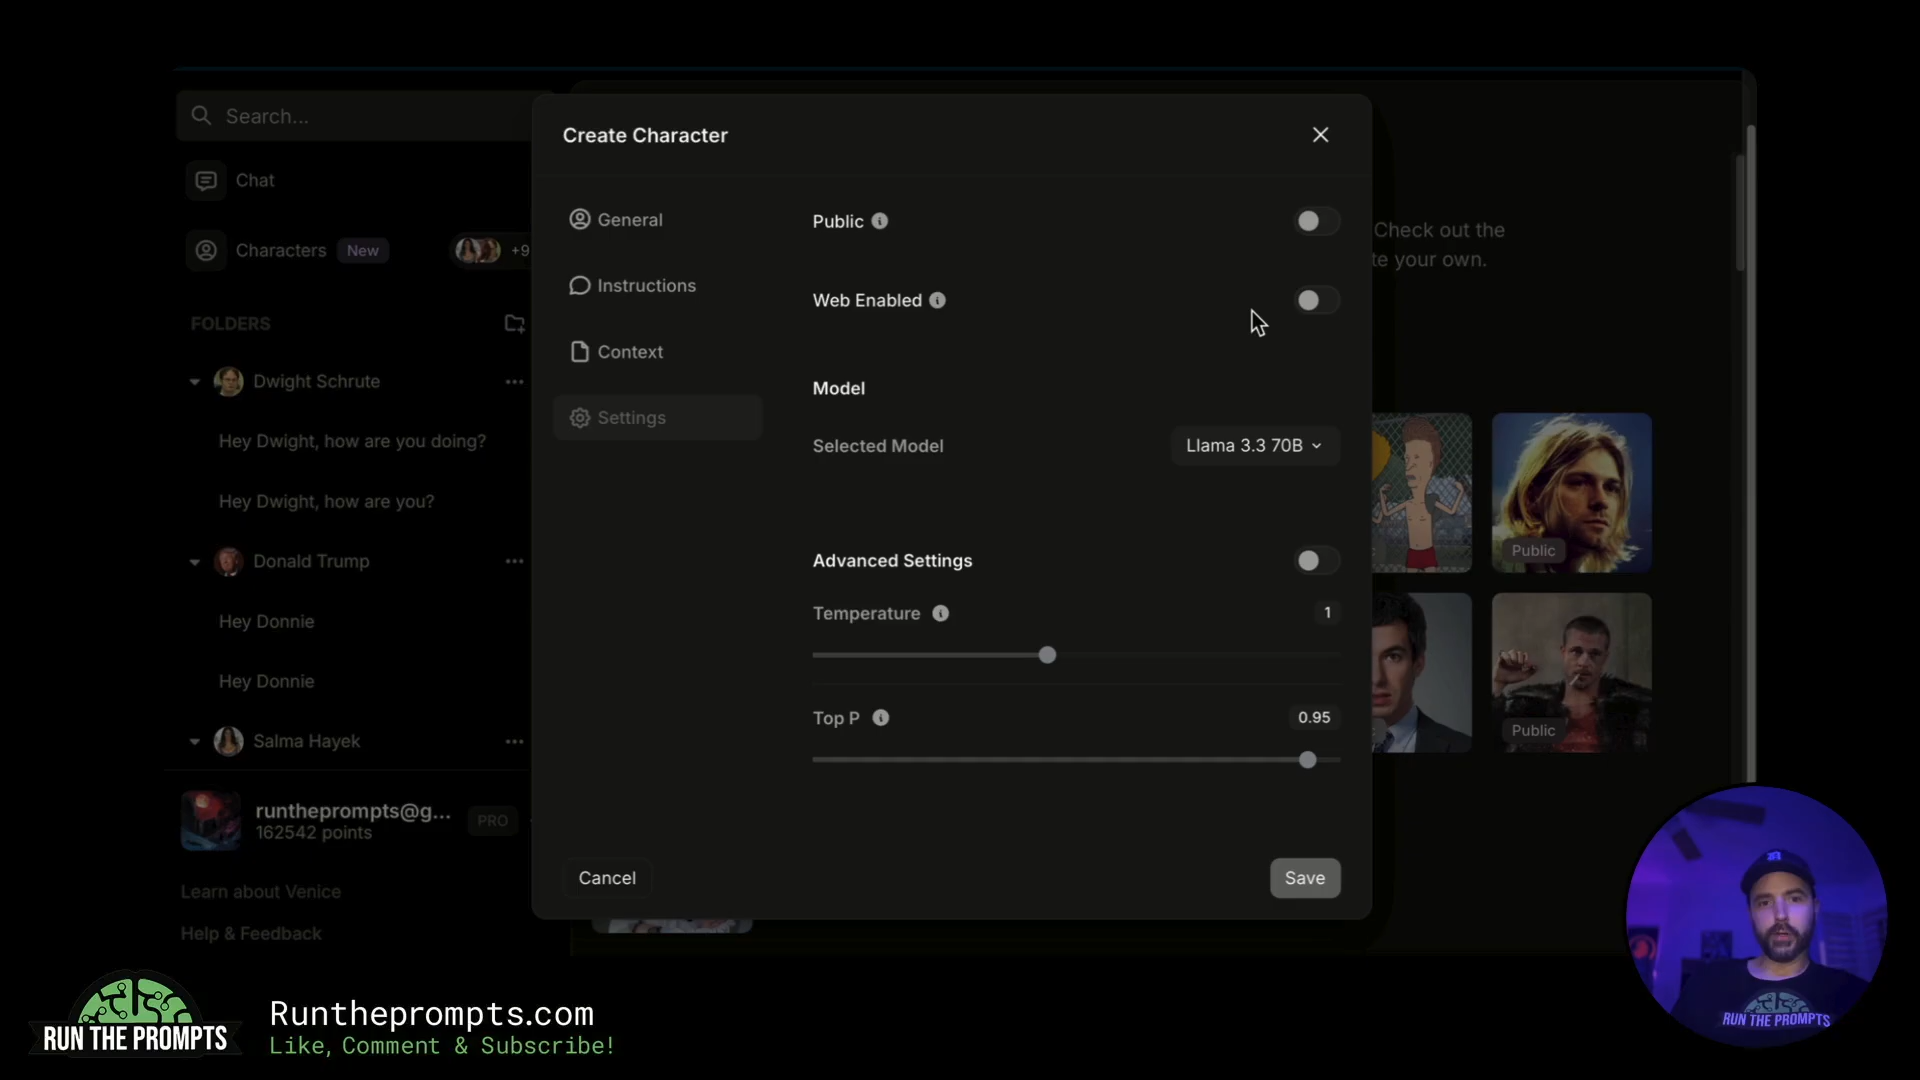 Search...
Chat
Characters New +9
FOLDERS
Dwight Schrute
Hey Dwight, how are you doing?
Hey Dwight, how are you?
Donald Trump
Hey Donnie
Hey Donnie
Salma Hayek
runtheprompts@g...
162542 points
PRO
Learn about Venice
Help & Feedback
Create Character
General
Instructions
Context
Settings
Public
Web Enabled
Model
Selected Model
Llama 3.3 70B
Advanced Settings
Temperature
1
Top P
0.95
Cancel
Save
Check out the
te your own.
Public
Public
RUN THE PROMPTS
Runtheprompts.com
Like, Comment & Subscribe!
RUN THE PROMPTS